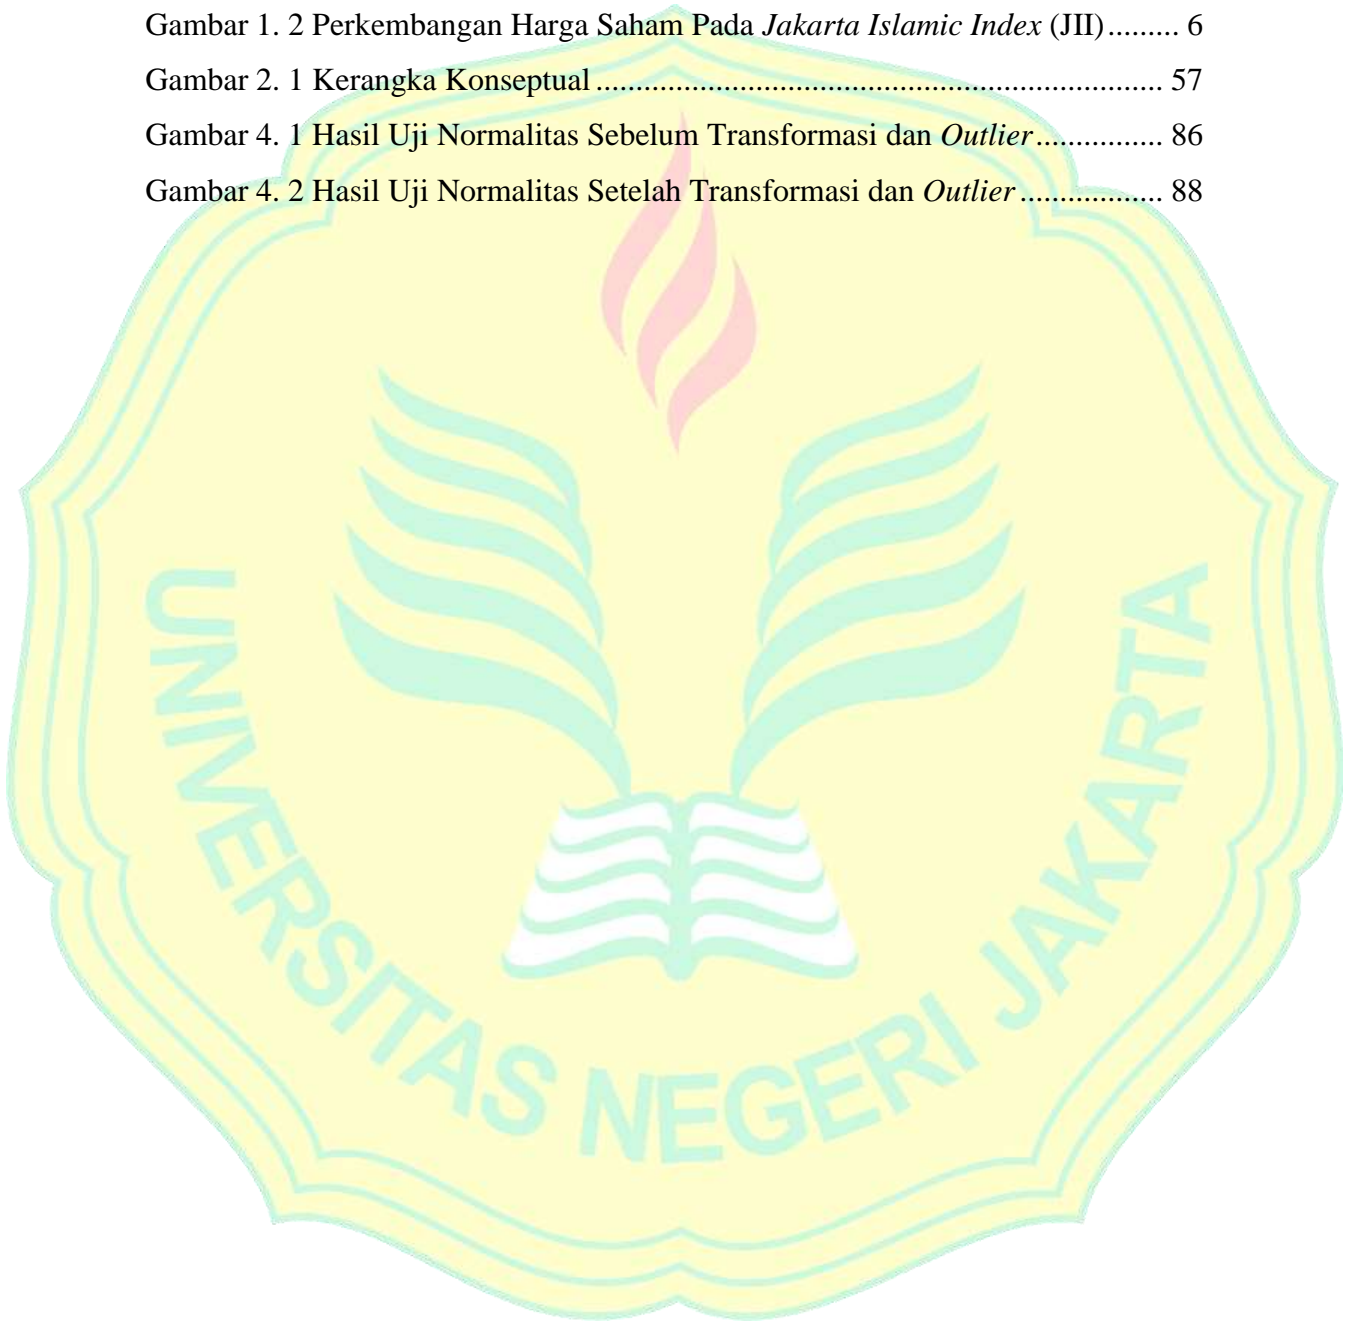 Gambar 1. 2 Perkembangan Harga Saham Pada Jakarta Islamic Index (JII)......... 6
Gambar 2. 1 Kerangka Konseptual....................................................................... 57
Gambar 4. 1 Hasil Uji Normalitas Sebelum Transformasi dan Outlier................ 86
Gambar 4. 2 Hasil Uji Normalitas Setelah Transformasi dan Outlier.................. 88
UNIVERSITAS NEGERI JAKARTA